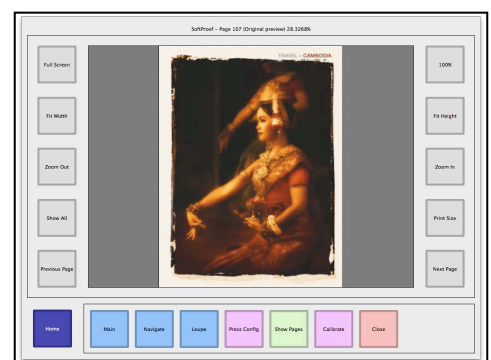 SoftProof - Page 107 (Original preview) 28.3268%
TRAVEL - CAMBODIA
Full Screen
100%
Fit Width
Fit Height
Zoom Out
Zoom In
Show All
Print Size
Previous Page
Next Page
Home
Main
Navigate
Loupe
Press Config
Show Pages
Calibrate
Close